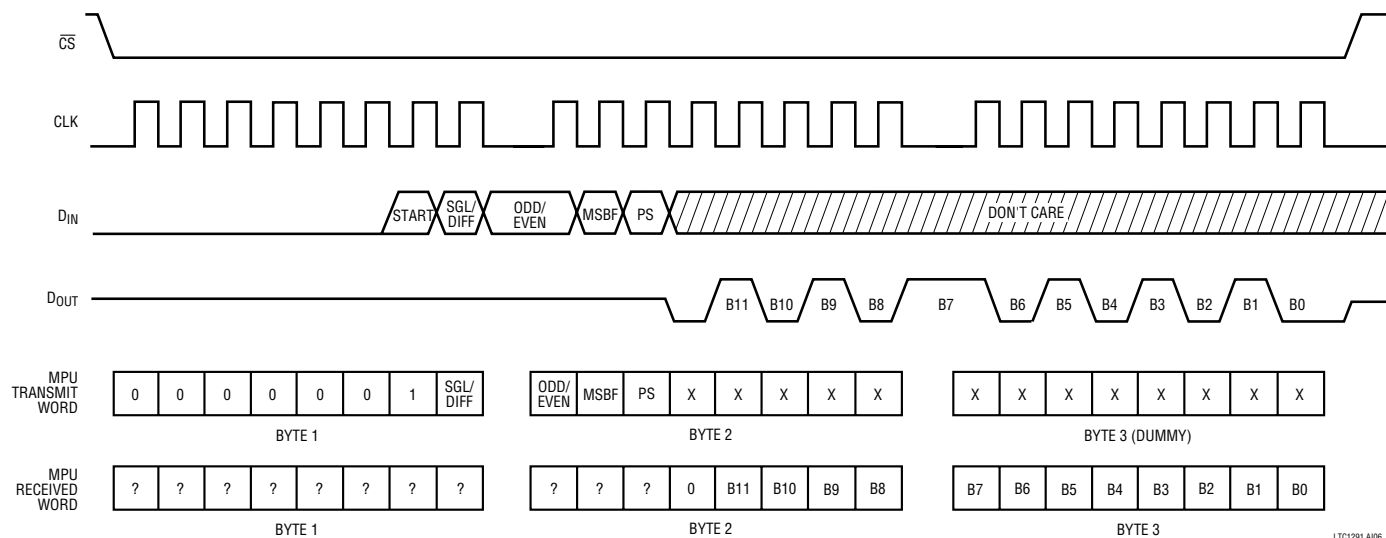 CS
CLK
DIN
START
SGL/
DIFF
ODD/
EVEN
MSBF
PS
DON'T CARE
DOUT
B11 B10 B9 B8 B7 B6 B5 B4 B3 B2 B1 B0
MPU
TRANSMIT
WORD
0 0 0 0 0 0 1 SGL/
DIFF
ODD/
EVEN
MSBF PS X X X X X
X X X X X X X X
BYTE 1
BYTE 2
BYTE 3 (DUMMY)
MPU
RECEIVED
WORD
? ? ? ? ? ? ? ?
? ? ? 0 B11 B10 B9 B8
B7 B6 B5 B4 B3 B2 B1 B0
BYTE 1
BYTE 2
BYTE 3
LTC1291 AI06